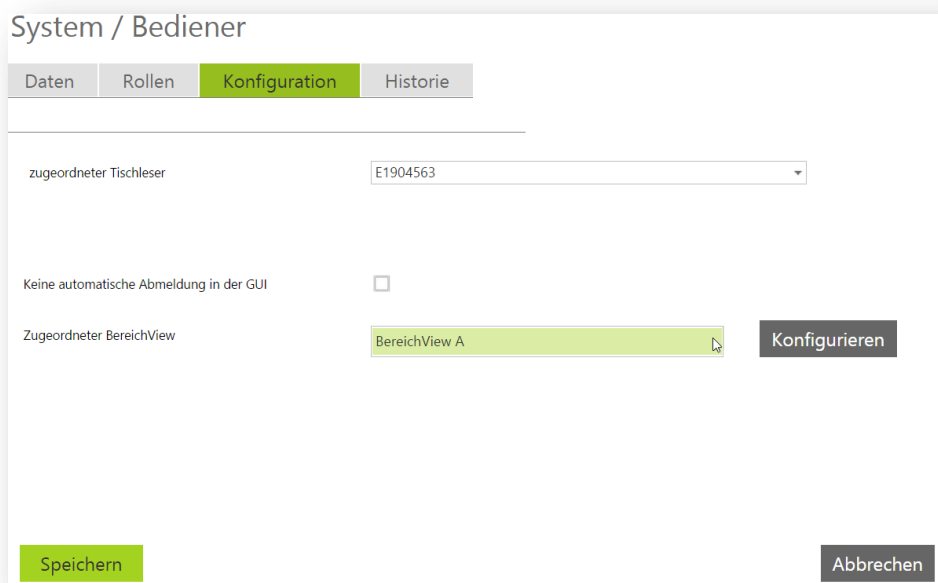 System / Bediener
Daten Rollen Konfiguration Historie
zugeordneter Tischleser E1904563
Keine automatische Abmeldung in der GUI
Zugeordneter BereichView BereichView A Konfigurieren
Speichern Abbrechen